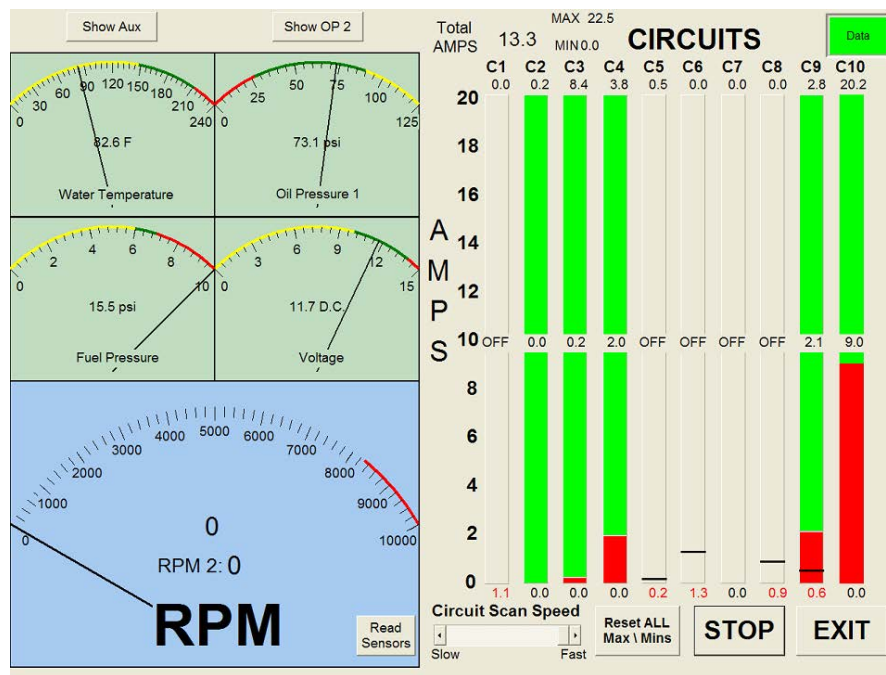 Show Aux
Show OP 2
0 30 60 90 120 150 180 210 240
82.6 F
Water Temperature
0 25 50 75 100 125
73.1 psi
Oil Pressure 1
0 2 4 6 8 10
15.5 psi
Fuel Pressure
0 3 6 9 12 15
11.7 D.C.
Voltage
0 1000 2000 3000 4000 5000 6000 7000 8000 9000 10000
0
RPM 2: 0
RPM
Read
Sensors
Total
AMPS
13.3
MAX 22.5
MIN 0.0
CIRCUITS
Data
C1 C2 C3 C4 C5 C6 C7 C8 C9 C10
0.0 0.2 8.4 3.8 0.5 0.0 0.0 0.0 2.8 20.2
AMPS
20
18
16
14
12
10
OFF 0.0 0.2 2.0 OFF OFF OFF OFF 2.1 9.0
8
6
4
2
0
1.1 0.0 0.0 0.0 0.2 1.3 0.0 0.9 0.6 0.0
Circuit Scan Speed
Slow Fast
Reset ALL
Max \ Mins
STOP
EXIT